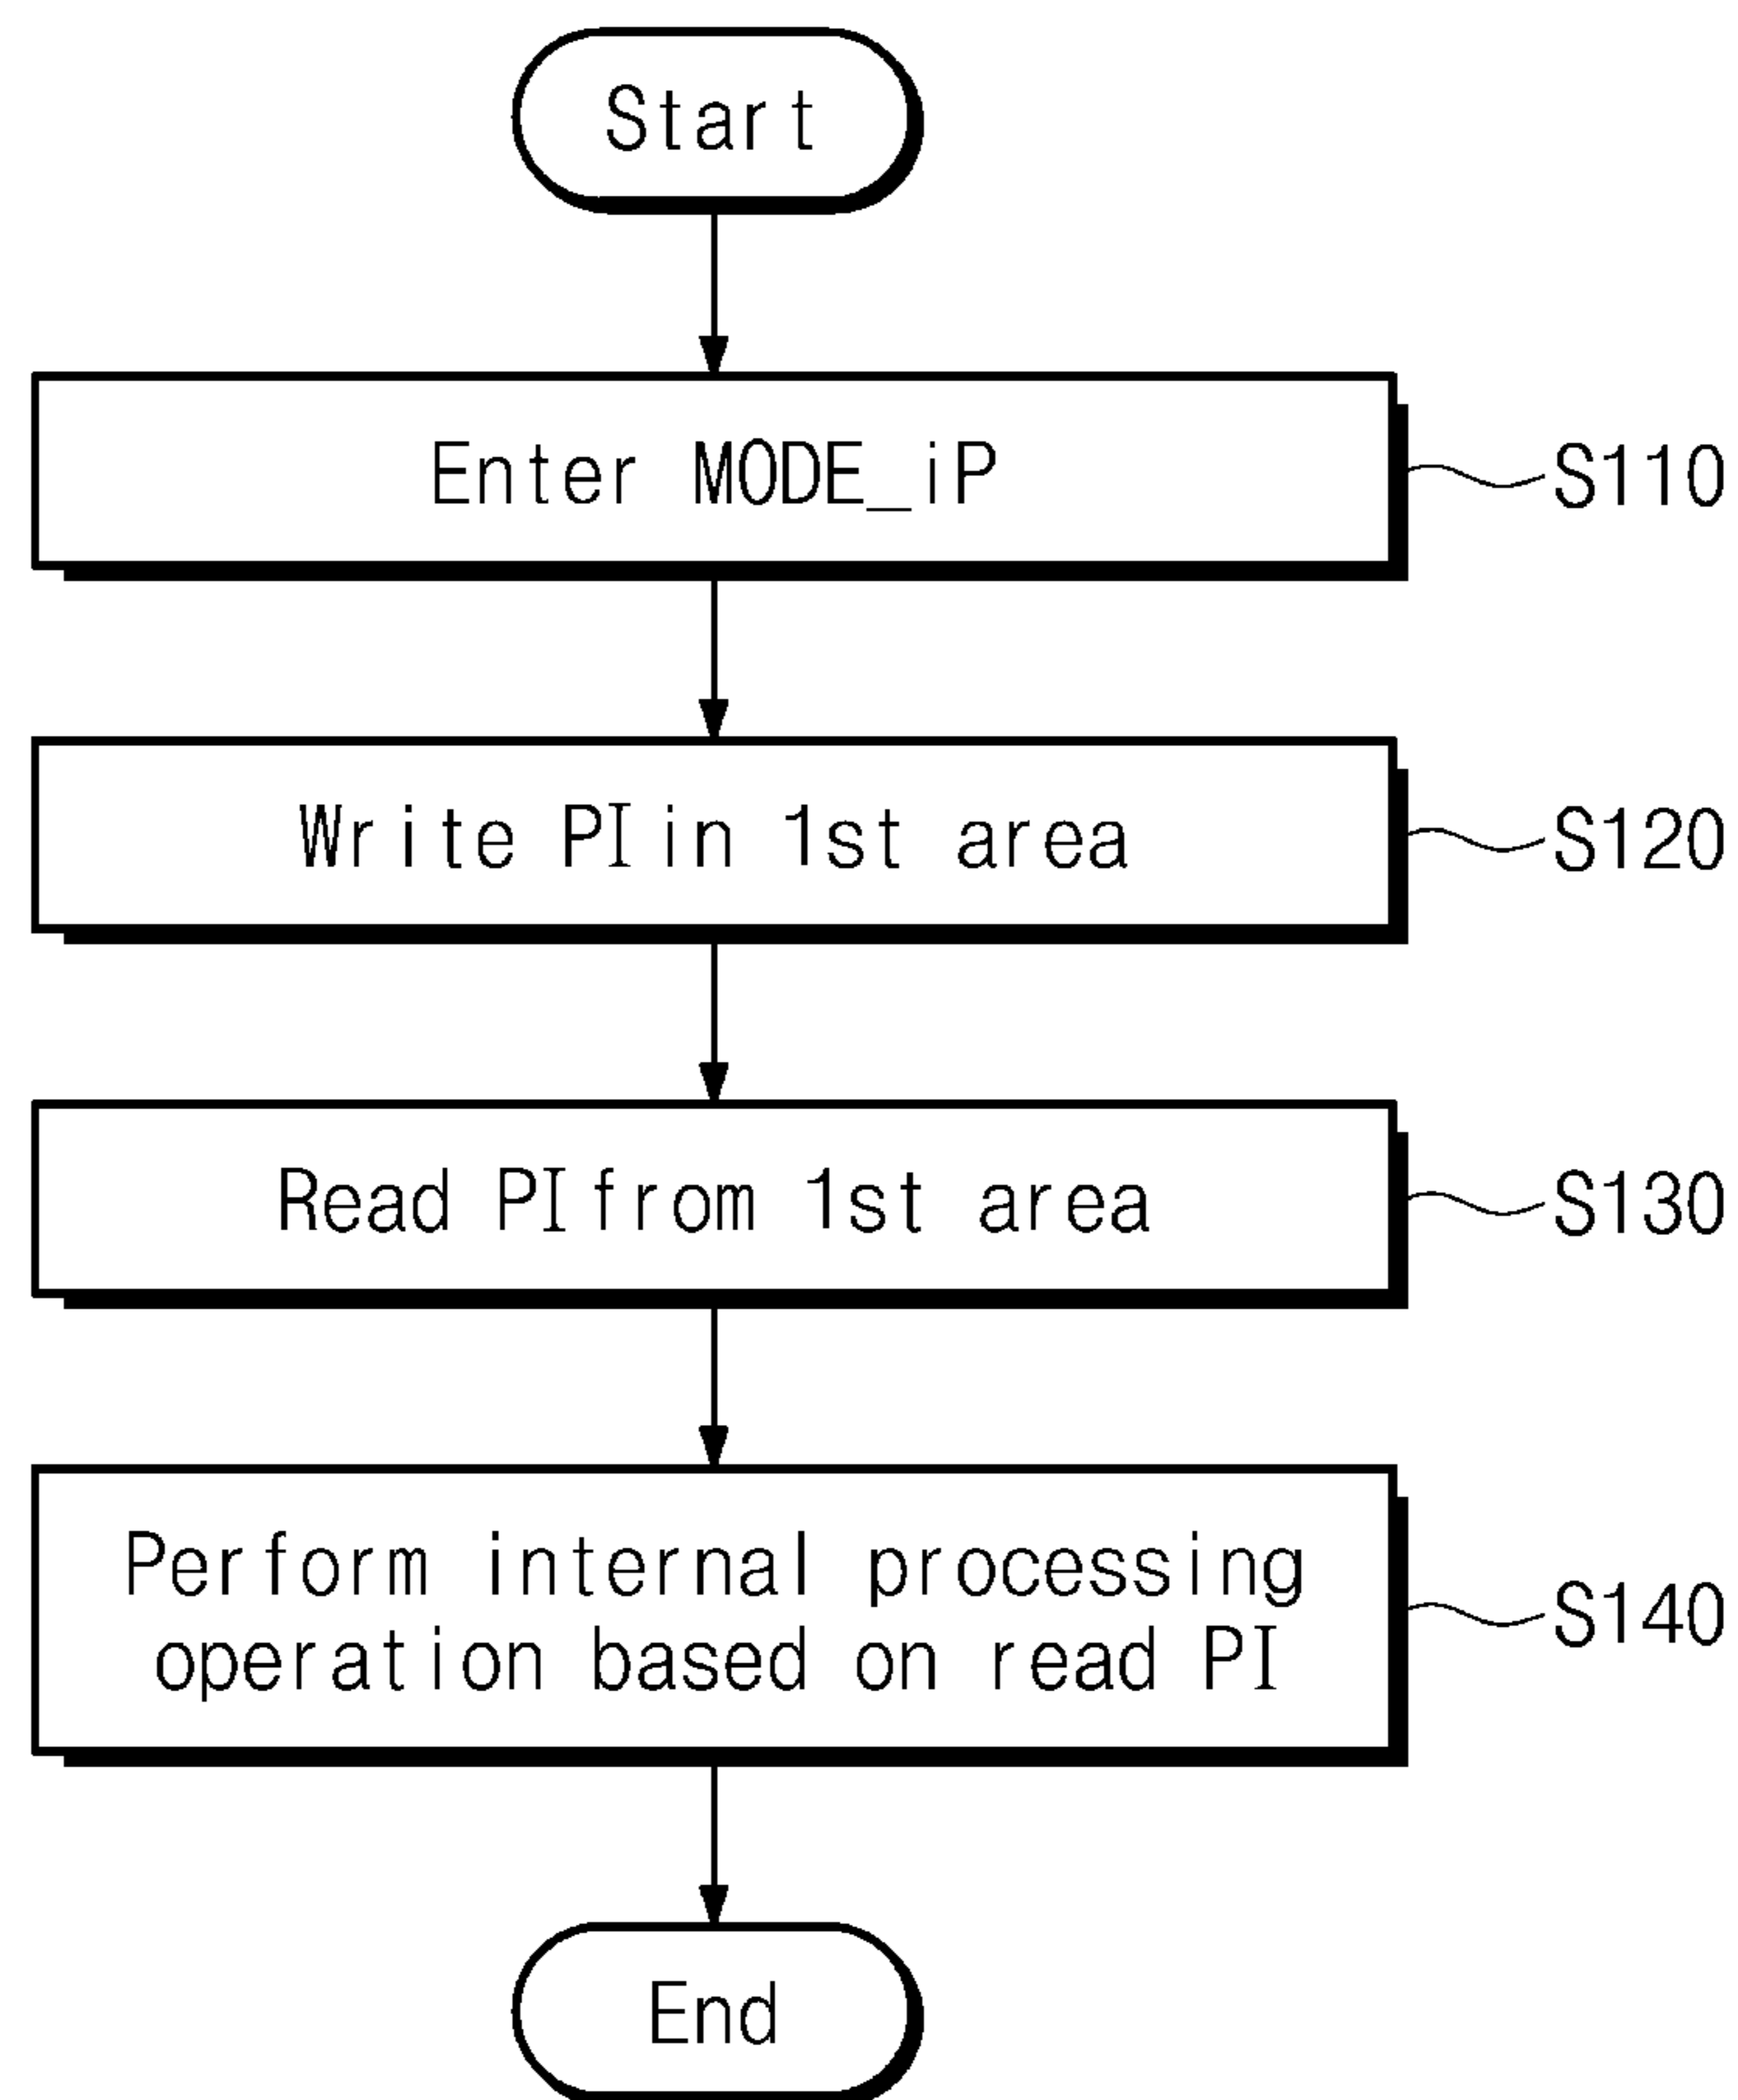 Start
Enter MODE_iP
S110
Write PI in 1st area
S120
Read PI from 1st area
S130
Perform internal processing
operation based on read PI
S140
End